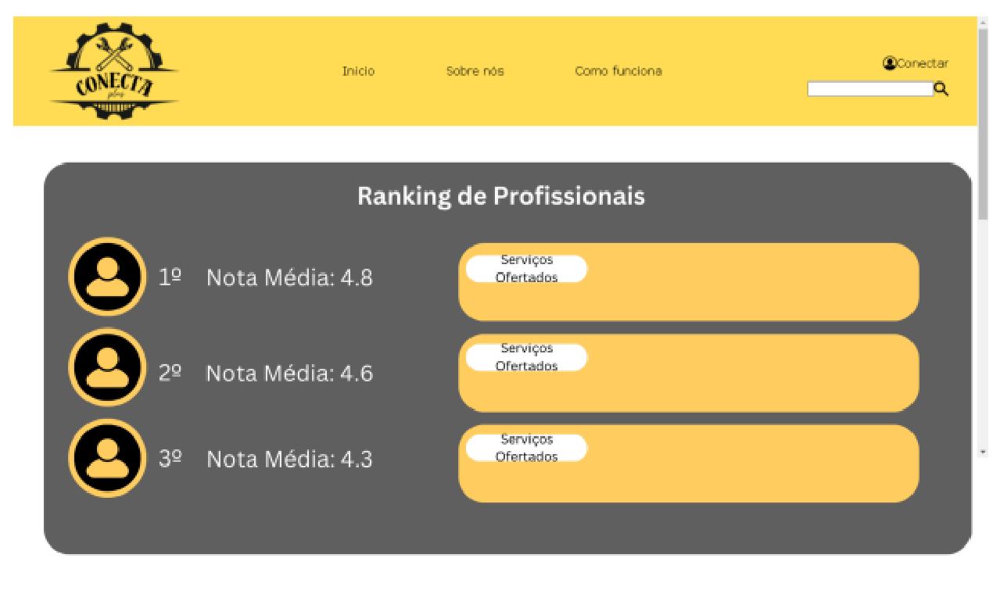 CONECTA
plus
Inicio
Sobre nós
Como funciona
Conectar
Ranking de Profissionais
1º
Nota Média: 4.8
Serviços
Ofertados
2º
Nota Média: 4.6
Serviços
Ofertados
3º
Nota Média: 4.3
Serviços
Ofertados